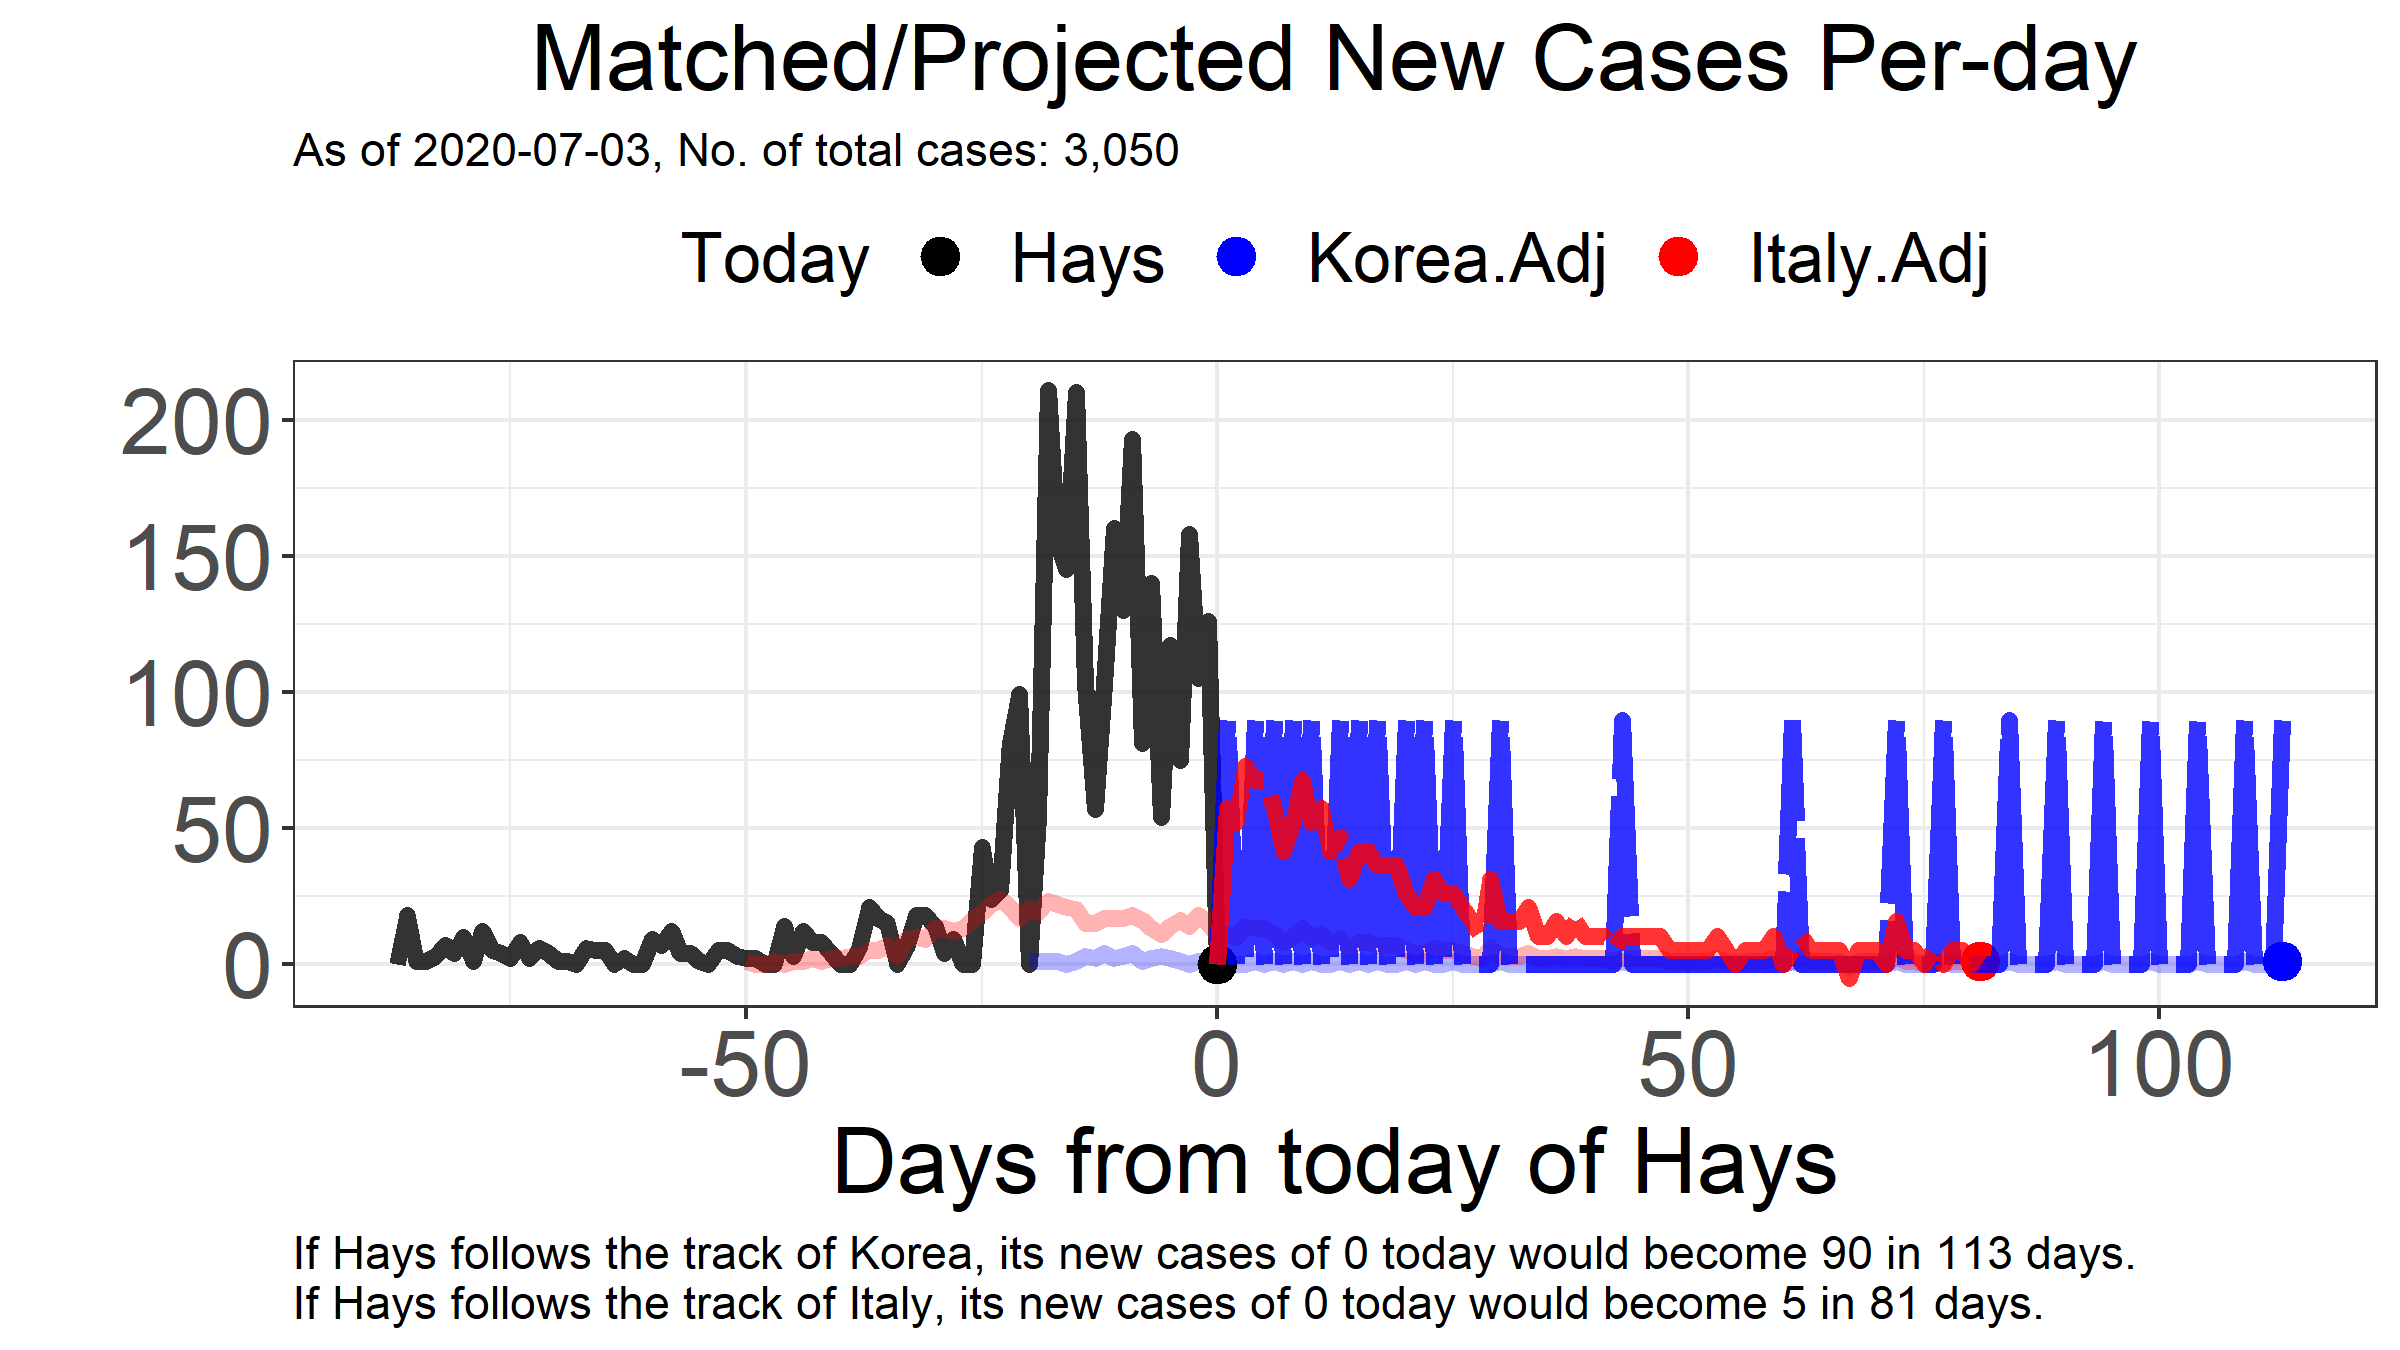 Matched/Projected New Cases Per-day
As of 2020-07-03, No. of total cases: 3,050
Today Hays Korea.Adj Italy.Adj
200
150
100
50
0
-50 0 50 100
Days from today of Hays
If Hays follows the track of Korea, its new cases of 0 today would become 90 in 113 days.
If Hays follows the track of Italy, its new cases of 0 today would become 5 in 81 days.